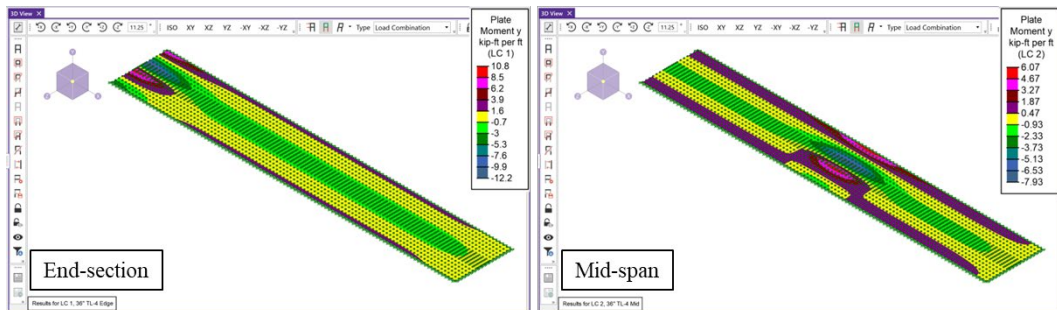 3D View
11.25 °
ISO XY XZ YZ -XY -XZ -YZ
Type Load Combination
Plate
Moment y
kip-ft per ft
(LC 1)
10.8
8.5
6.2
3.9
1.6
-0.7
-3
-5.3
-7.6
-9.9
-12.2
End-section
Results for LC 1, 36" TL-4 Edge
3D View
11.25 °
ISO XY XZ YZ -XY -XZ -YZ
Type Load Combination
Plate
Moment y
kip-ft per ft
(LC 2)
6.07
4.67
3.27
1.87
0.47
-0.93
-2.33
-3.73
-5.13
-6.53
-7.93
Mid-span
Results for LC 2, 36" TL-4 Mid